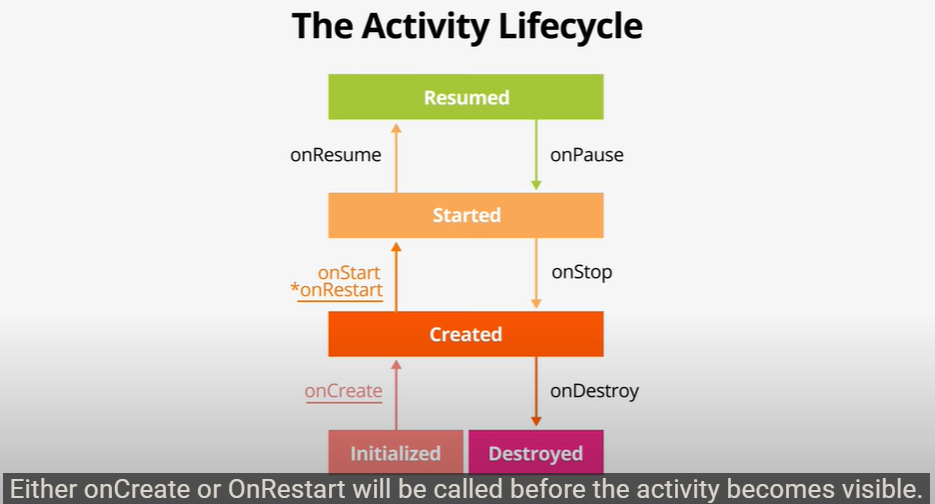 The Activity Lifecycle
Resumed
onResume
onPause
Started
onStart
*onRestart
onStop
Created
onCreate
onDestroy
Initialized
Destroyed
Either onCreate or OnRestart will be called before the activity becomes visible.